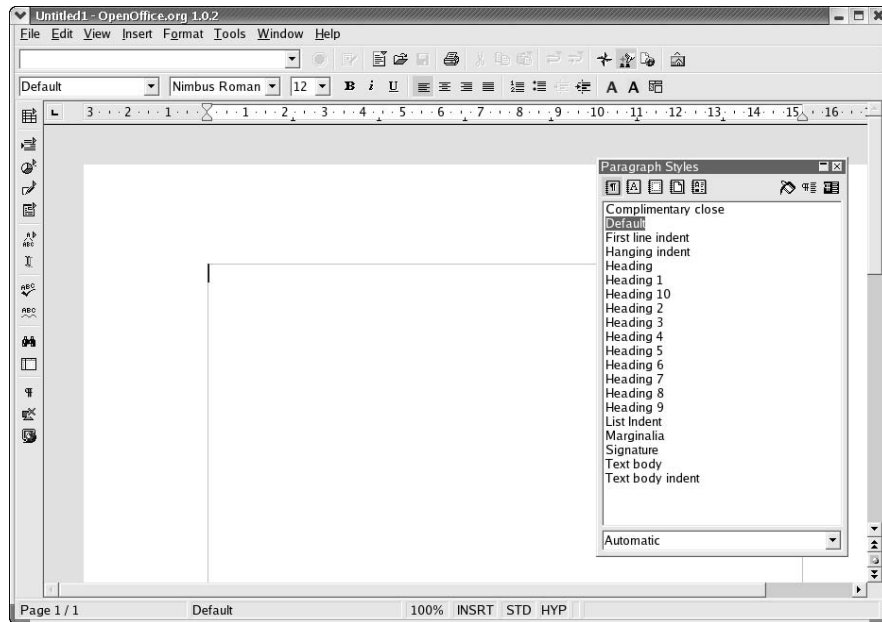 Untitled1 - OpenOffice.org 1.0.2
File Edit View Insert Format Tools Window Help
Default Nimbus Roman 12 B i U A A
3 2 1 1 2 3 4 5 6 7 8 9 10 11 12 13 14 15 16
Paragraph Styles
Complimentary close
Default
First line indent
Hanging indent
Heading
Heading 1
Heading 10
Heading 2
Heading 3
Heading 4
Heading 5
Heading 6
Heading 7
Heading 8
Heading 9
List Indent
Marginalia
Signature
Text body
Text body indent
Automatic
ABC
ABC
Page 1 / 1 Default 100% INSRT STD HYP